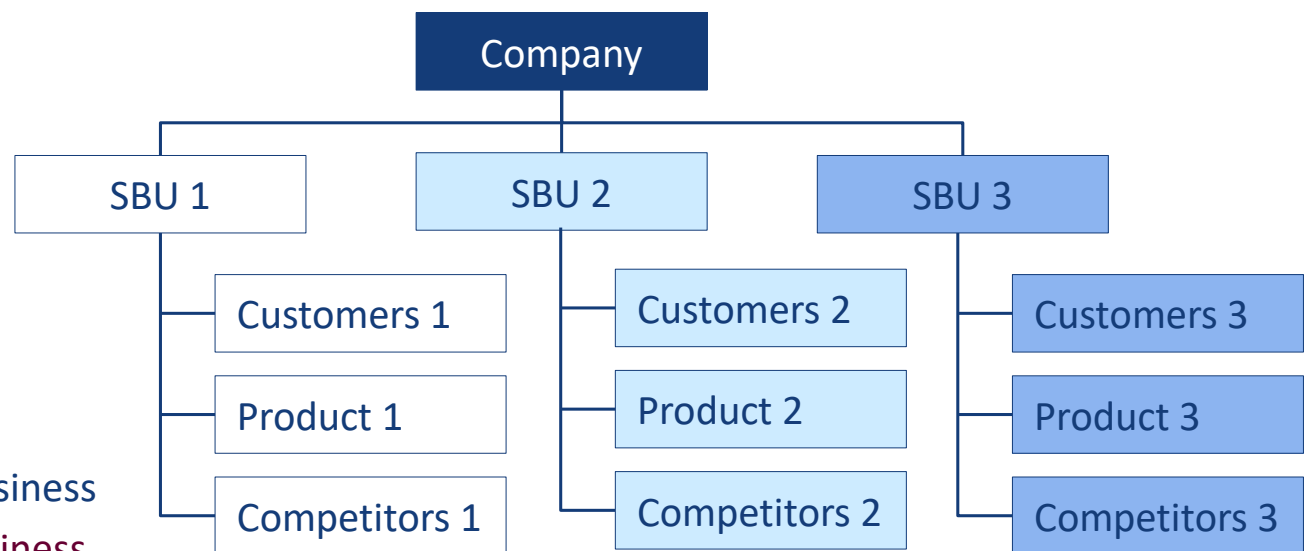 Company
SBU 1
SBU 2
SBU 3
Customers 1
Customers 2
Customers 3
Product 1
Product 2
Product 3
Competitors 1
Competitors 2
Competitors 3